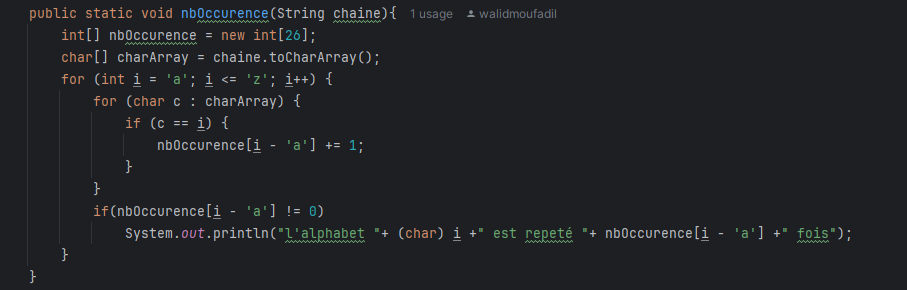 public static void nbOccurence(String chaine){ 1 usage walidmoufadil
int[] nbOccurence = new int[26];
char[] charArray = chaine.toCharArray();
for (int i = 'a'; i <= 'z'; i++) {
for (char c : charArray) {
if (c == i) {
nbOccurence[i - 'a'] += 1;
}
}
if(nbOccurence[i - 'a'] != 0)
System.out.println("l'alphabet "+ (char) i +" est repeté "+ nbOccurence[i - 'a'] +" fois");
}
}